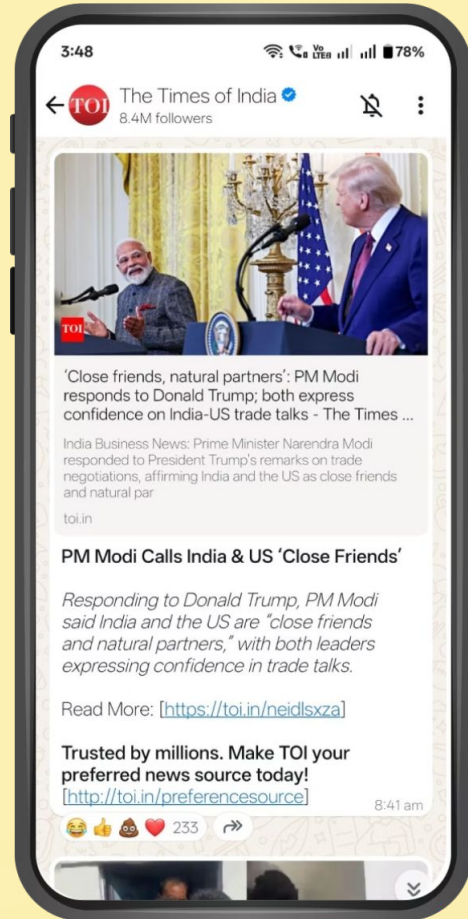 3:48
Vo LTE 78%
TOI
The Times of India
8.4M followers
TOI
‘Close friends, natural partners’: PM Modi
responds to Donald Trump; both express
confidence on India-US trade talks - The Times ...
India Business News: Prime Minister Narendra Modi
responded to President Trump's remarks on trade
negotiations, affirming India and the US as close friends
and natural par
toi.in
PM Modi Calls India & US ‘Close Friends’
Responding to Donald Trump, PM Modi
said India and the US are “close friends
and natural partners,” with both leaders
expressing confidence in trade talks.
Read More: [https://toi.in/neidlsxza]
Trusted by millions. Make TOI your
preferred news source today!
[http://toi.in/preferencesource]
8:41 am
233